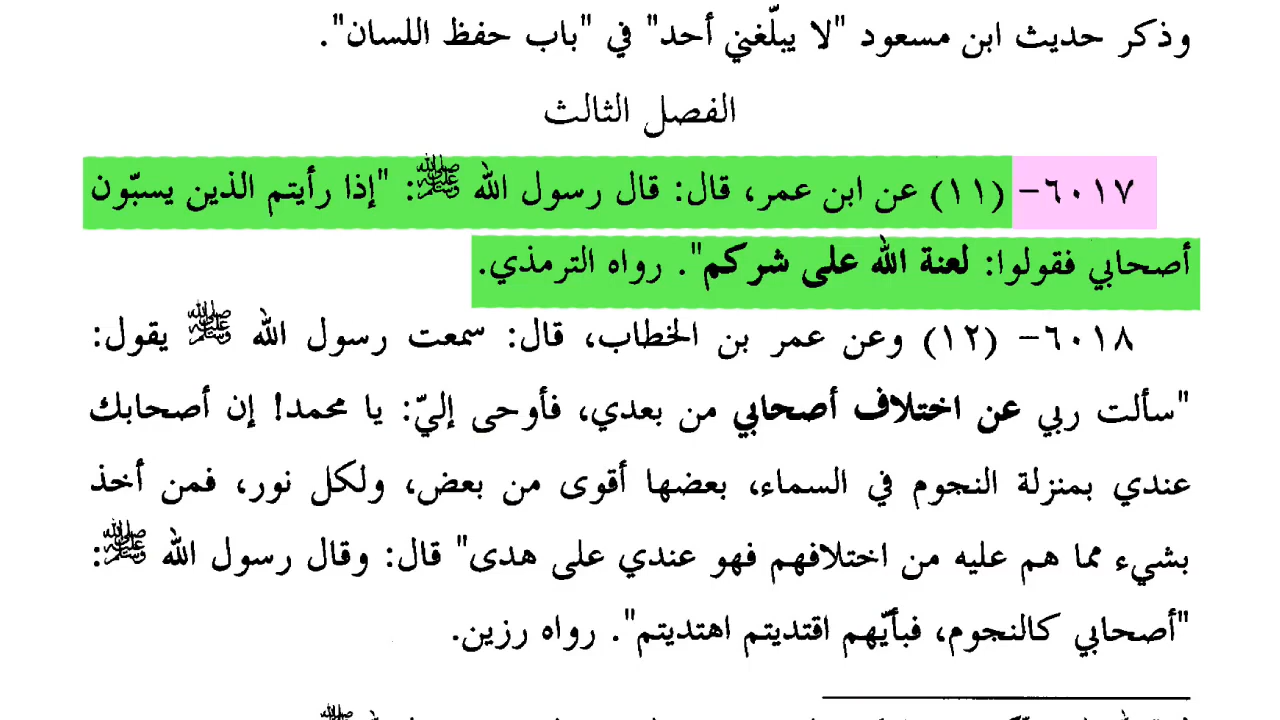 وذكر حديث ابن مسعود "لا يبلّغني أحد" في "باب حفظ اللسان".
الفصل الثالث
٦٠١٧- (١١) عن ابن عمر، قال: قال رسول الله ﷺ: "إذا رأيتم الذين يسبّون
أصحابي فقولوا: لعنة الله على شركم". رواه الترمذي.
٦٠١٨- (١٢) وعن عمر بن الخطاب، قال: سمعت رسول الله ﷺ يقول:
"سألت ربي عن اختلاف أصحابي من بعدي، فأوحى إليّ: يا محمد! إن أصحابك
عندي بمنزلة النجوم في السماء، بعضها أقوى من بعض، ولكل نور، فمن أخذ
بشيء مما هم عليه من اختلافهم فهو عندي على هدى" قال: وقال رسول الله ﷺ:
"أصحابي كالنجوم، فبأيّهم اقتديتم اهتديتم". رواه رزين.